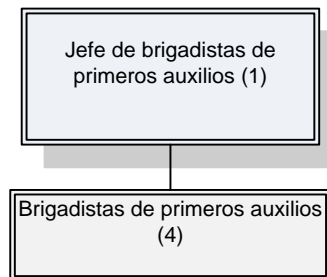 Jefe de brigadistas de
primeros auxilios (1)
Brigadistas de primeros auxilios
(4)